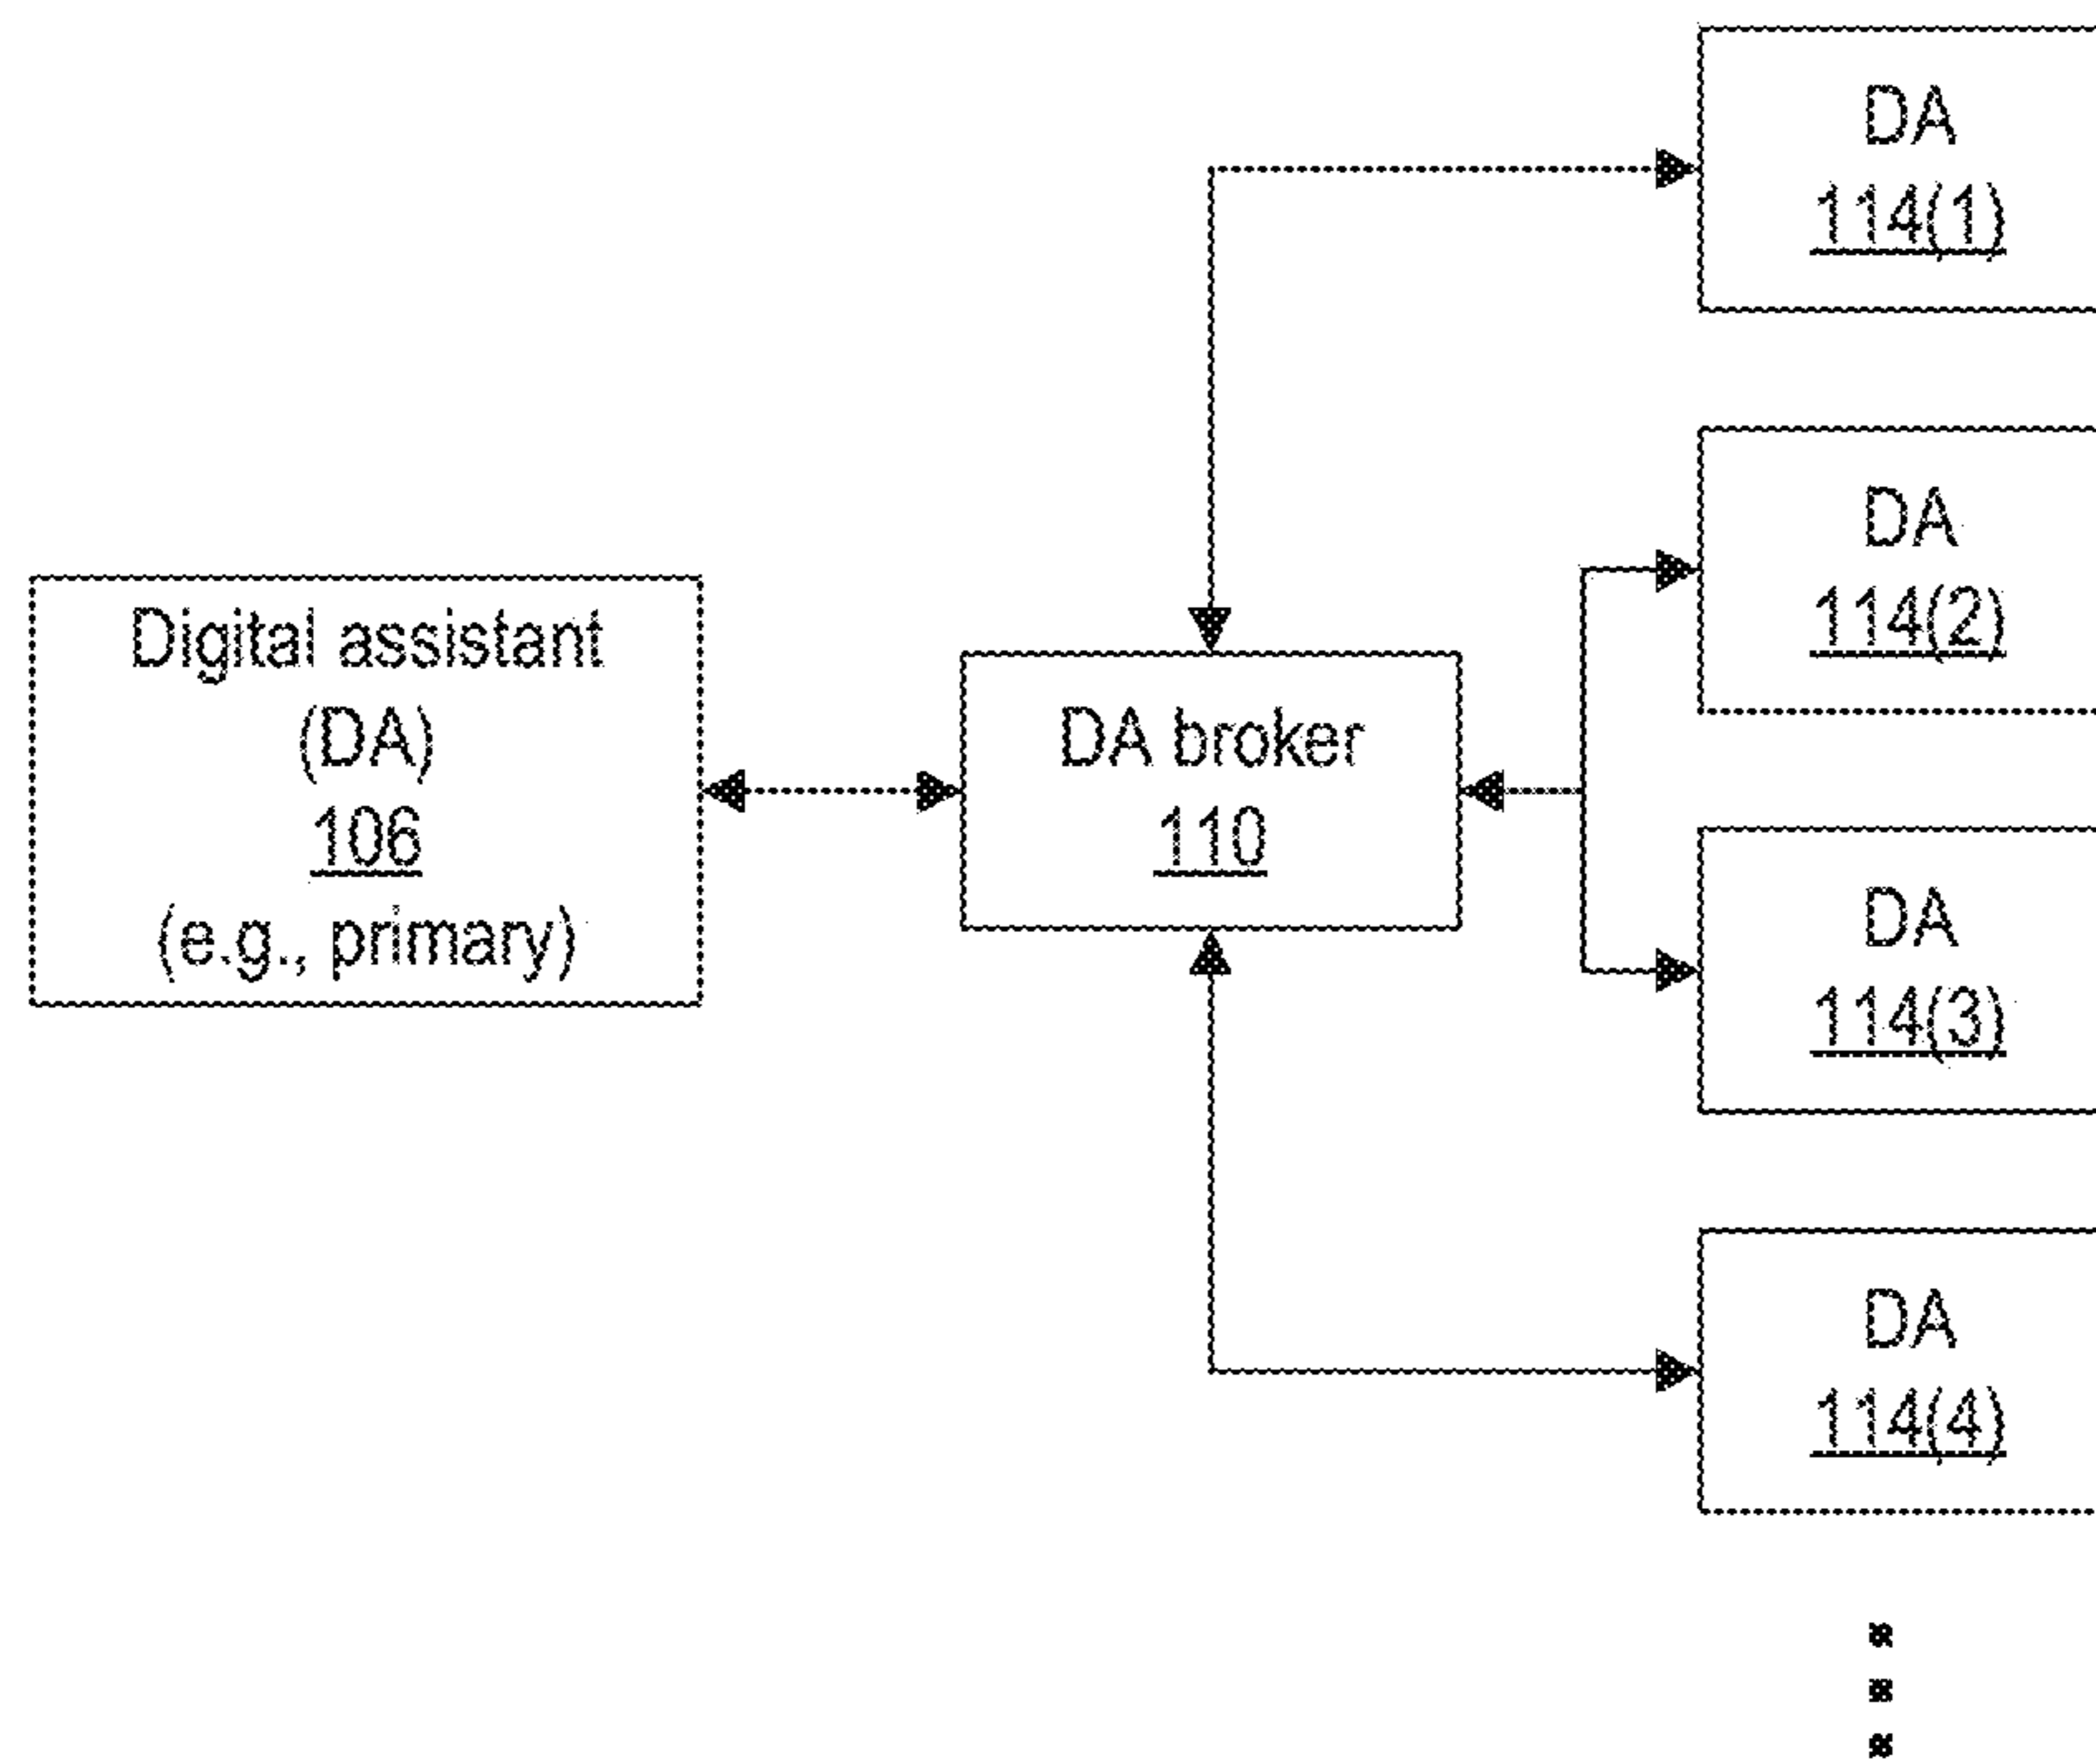 DA
114(1)
DA
114(2)
Digital assistant
(DA)
106
(e.g., primary)
DA broker
110
DA
114(3)
DA
114(4)